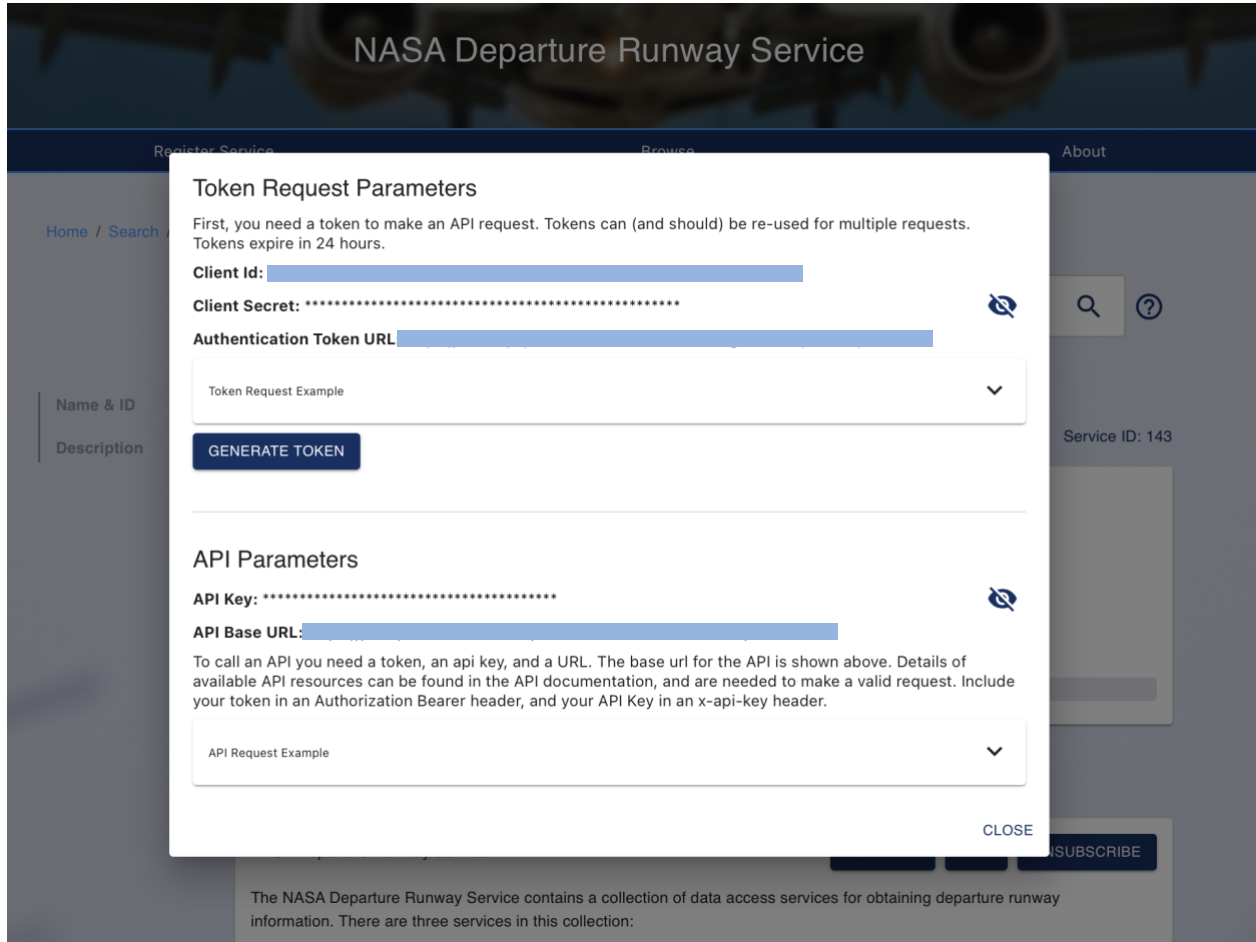 NASA Departure Runway Service
Register Service
Browse
About
Home / Search /
Token Request Parameters
First, you need a token to make an API request. Tokens can (and should) be re-used for multiple requests.
Tokens expire in 24 hours.
Client Id:
Client Secret: ****************************************************
Authentication Token URL
Token Request Example
Name & ID
Description
Service ID: 143
GENERATE TOKEN
API Parameters
API Key: *****************************************
API Base URL:
To call an API you need a token, an api key, and a URL. The base url for the API is shown above. Details of
available API resources can be found in the API documentation, and are needed to make a valid request. Include
your token in an Authorization Bearer header, and your API Key in an x-api-key header.
API Request Example
CLOSE
NSUBSCRIBE
The NASA Departure Runway Service contains a collection of data access services for obtaining departure runway
information. There are three services in this collection: